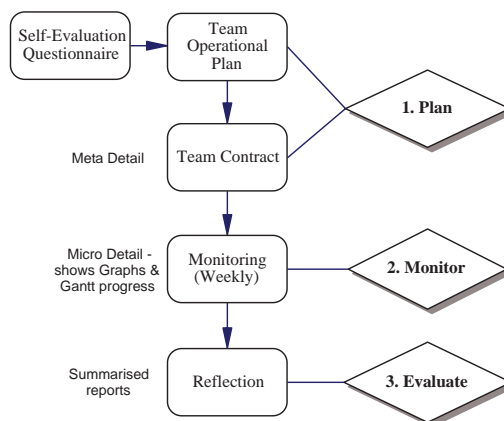 Self-Evaluation
Questionnaire
Team
Operational
Plan
1. Plan
Meta Detail
Team Contract
Micro Detail -
shows Graphs &
Gantt progress
Monitoring
(Weekly)
2. Monitor
Summarised
reports
Reflection
3. Evaluate